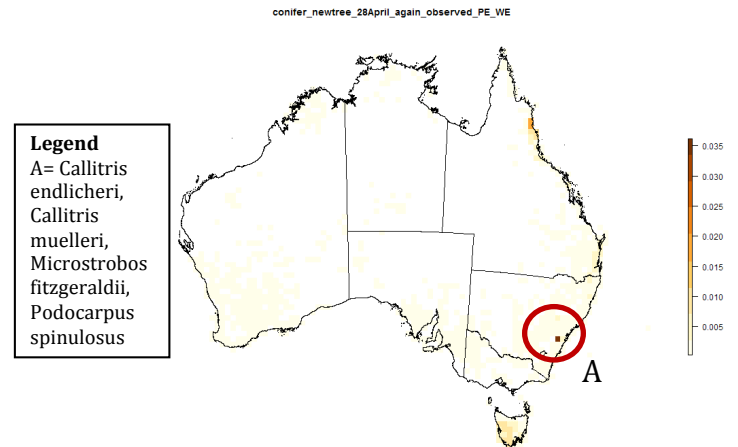 conifer_newtree_28April_again_observed_PE_WE
Legend
A= Callitris
endlicheri,
Callitris
muelleri,
Microstrobos
fitzgeraldii,
Podocarpus
spinulosus
0.035
0.030
0.025
0.020
0.015
0.010
0.005
A